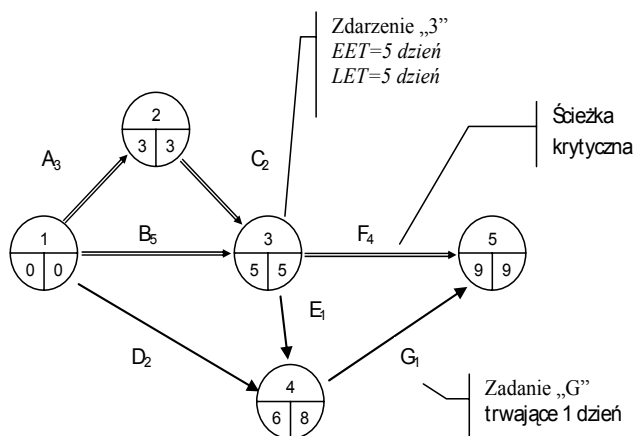 Zdarzenie „3”
EET=5 dzień
LET=5 dzień
Ścieżka
krytyczna
2
3 3
A3
C2
1
0 0
B5
3
5 5
F4
5
9 9
E1
D2
G1
4
6 8
Zadanie „G”
trwające 1 dzień